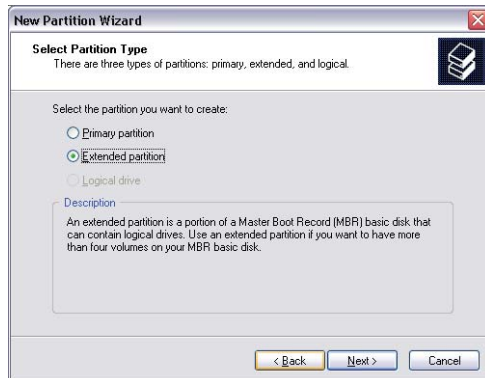 New Partition Wizard
Select Partition Type
There are three types of partitions: primary, extended, and logical.
Select the partition you want to create:
Primary partition
Extended partition
Logical drive
Description
An extended partition is a portion of a Master Boot Record (MBR) basic disk that
can contain logical drives. Use an extended partition if you want to have more
than four volumes on your MBR basic disk.
< Back Next > Cancel